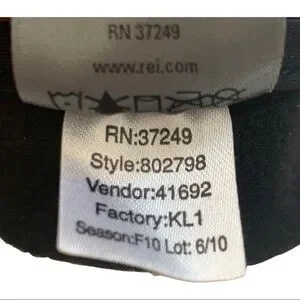 RN 37249
www.rei.com
RN:37249
Style:802798
Vendor:41692
Factory:KL1
Season:F10 Lot: 6/10